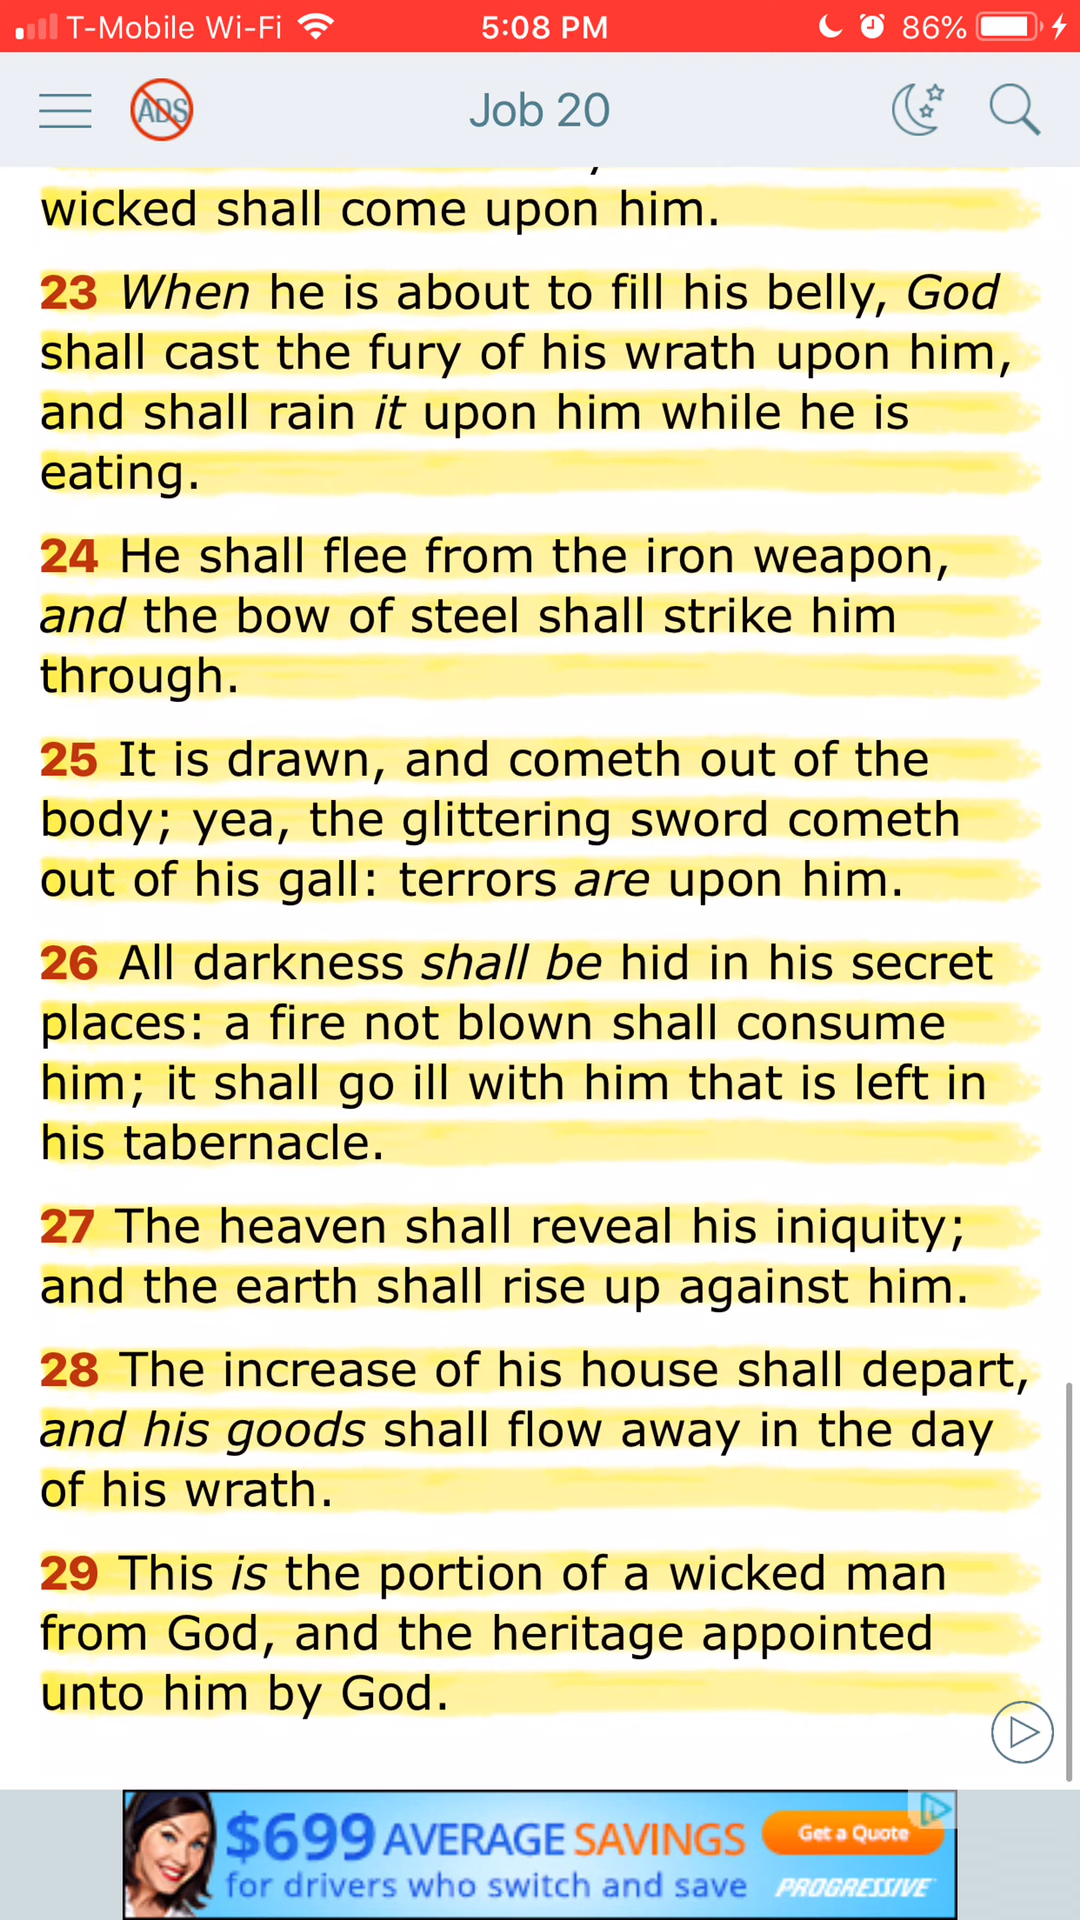 T-Mobile Wi-Fi 5:08 PM 86%
ADS Job 20
wicked shall come upon him.
23 When he is about to fill his belly, God
shall cast the fury of his wrath upon him,
and shall rain it upon him while he is
eating.
24 He shall flee from the iron weapon,
and the bow of steel shall strike him
through.
25 It is drawn, and cometh out of the
body; yea, the glittering sword cometh
out of his gall: terrors are upon him.
26 All darkness shall be hid in his secret
places: a fire not blown shall consume
him; it shall go ill with him that is left in
his tabernacle.
27 The heaven shall reveal his iniquity;
and the earth shall rise up against him.
28 The increase of his house shall depart,
and his goods shall flow away in the day
of his wrath.
29 This is the portion of a wicked man
from God, and the heritage appointed
unto him by God.
$699 AVERAGE SAVINGS
for drivers who switch and save
Get a Quote
PROGRESSIVE